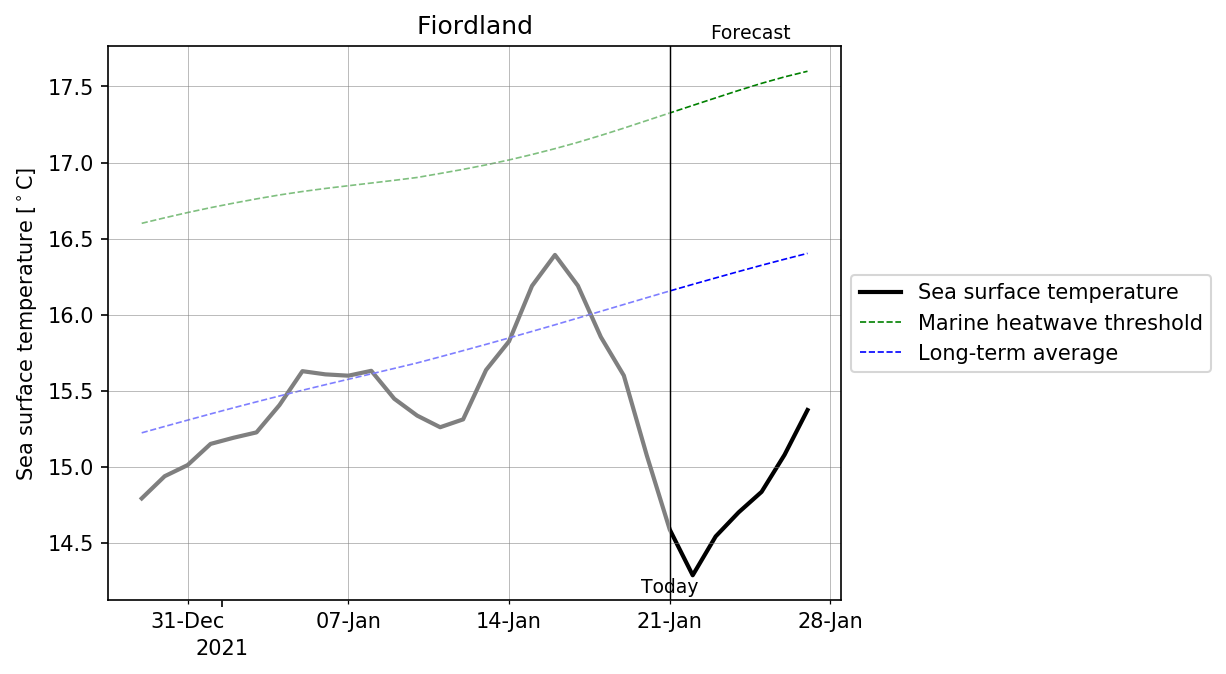 Fiordland
Forecast
Sea surface temperature [°C]
17.5
17.0
16.5
16.0
15.5
15.0
14.5
Today
31-Dec 07-Jan 14-Jan 21-Jan 28-Jan
2021
Sea surface temperature
Marine heatwave threshold
Long-term average